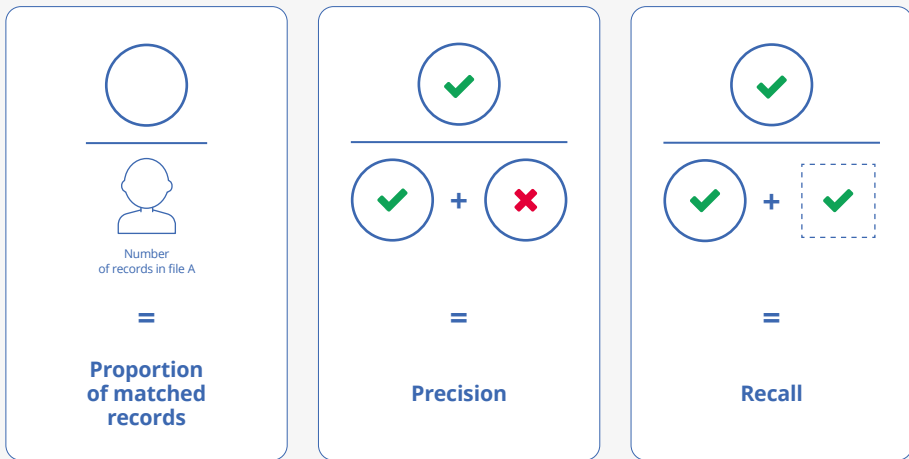 Number
of records in file A
=
Proportion
of matched
records
+
=
Precision
+
=
Recall